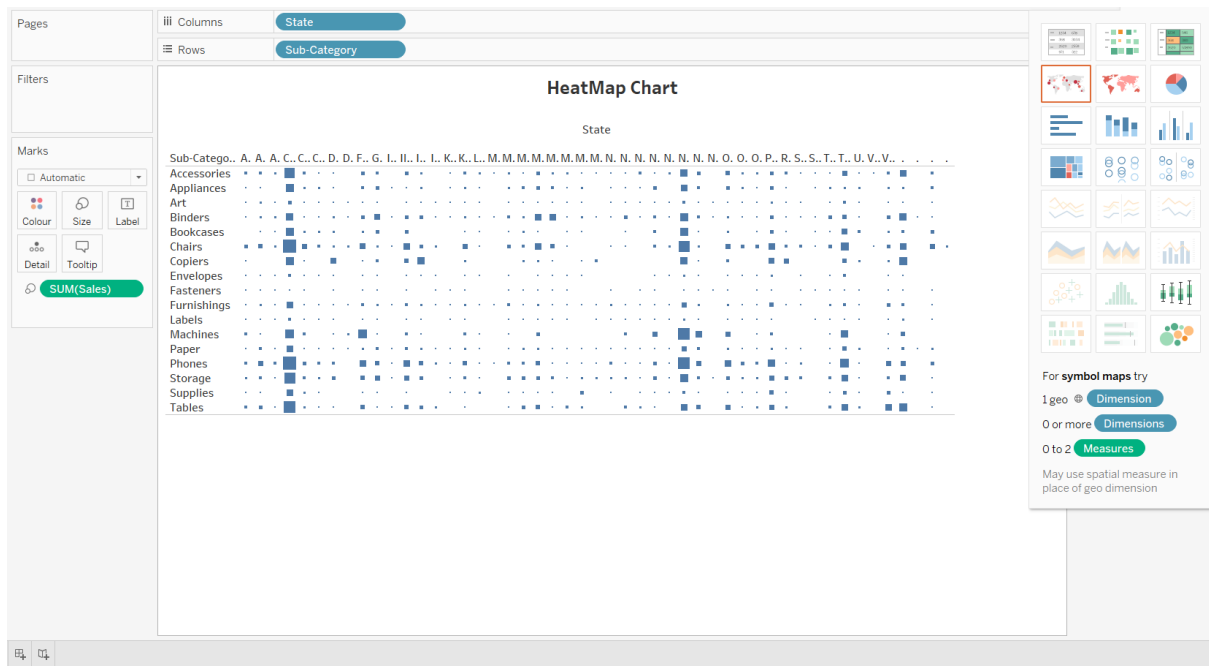 Pages
iii Columns State
Rows Sub-Category
Filters
HeatMap Chart
State
Marks
Automatic
Colour Size Label
Detail Tooltip
SUM(Sales)
Sub-Catego.. A. A. A. C.. C.. C.. D. D. F.. G. I.. II.. I.. I.. K.. K.. L.. M. M. M. M. M. M. M. M. N. N. N. N. N. N. N. N. O. O. O. P.. R. S.. S.. T.. T.. U. V.. V.. . . . .
Accessories
Appliances
Art
Binders
Bookcases
Chairs
Copiers
Envelopes
Fasteners
Furnishings
Labels
Machines
Paper
Phones
Storage
Supplies
Tables
For symbol maps try
1 geo Dimension
0 or more Dimensions
0 to 2 Measures
May use spatial measure in
place of geo dimension